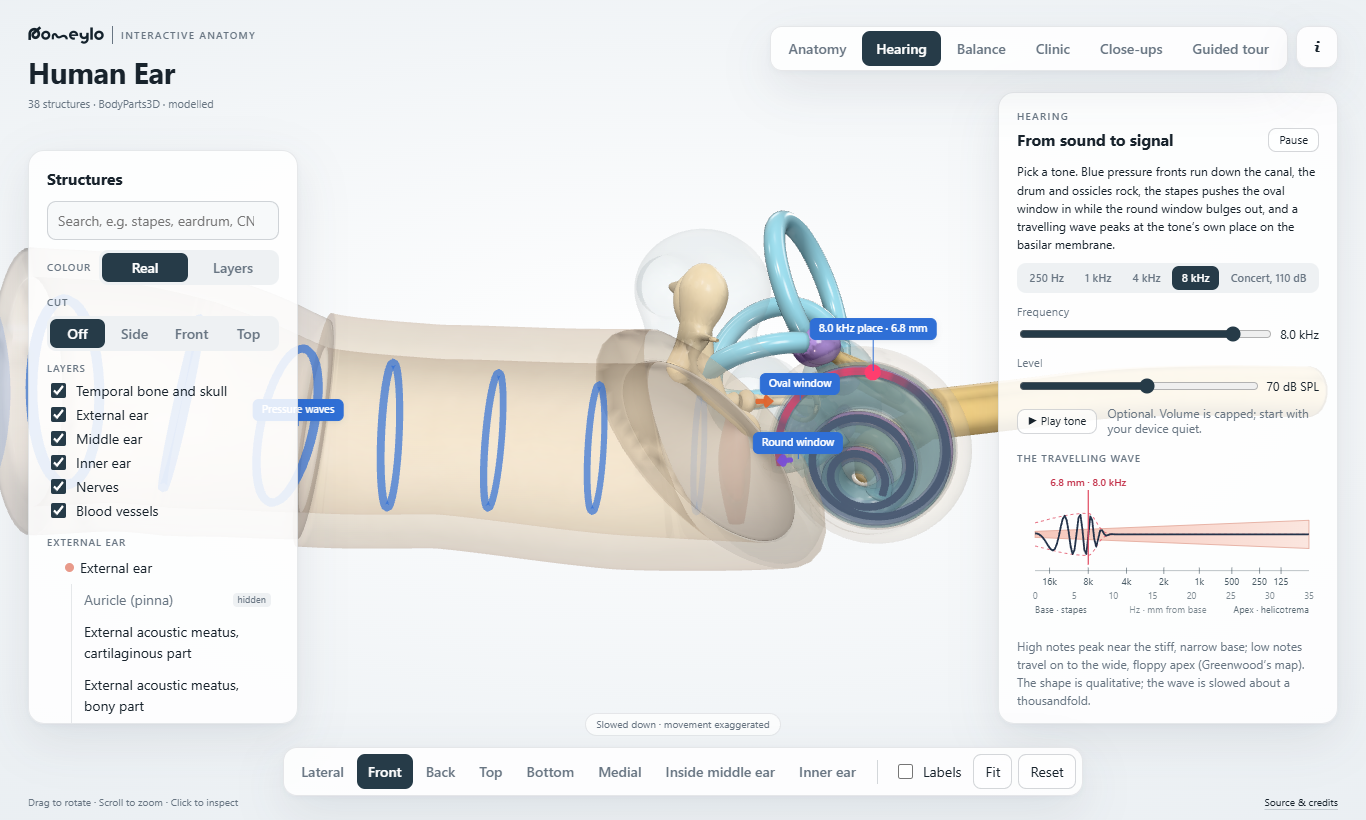 Pomeylo
INTERACTIVE ANATOMY
Human Ear
38 structures · BodyParts3D · modelled
Anatomy
Hearing
Balance
Clinic
Close-ups
Guided tour
i
Structures
Search, e.g. stapes, eardrum, CN
COLOUR
Real
Layers
CUT
Off
Side
Front
Top
LAYERS
Temporal bone and skull
External ear
Middle ear
Inner ear
Nerves
Blood vessels
EXTERNAL EAR
External ear
Auricle (pinna)
hidden
External acoustic meatus,
cartilaginous part
External acoustic meatus,
bony part
Pressure waves
8.0 kHz place · 6.8 mm
Oval window
Round window
HEARING
From sound to signal
Pause
Pick a tone. Blue pressure fronts run down the canal, the
drum and ossicles rock, the stapes pushes the oval
window in while the round window bulges out, and a
travelling wave peaks at the tone's own place on the
basilar membrane.
250 Hz
1 kHz
4 kHz
8 kHz
Concert, 110 dB
Frequency
8.0 kHz
Level
70 dB SPL
▶ Play tone
Optional. Volume is capped; start with
your device quiet.
THE TRAVELLING WAVE
6.8 mm · 8.0 kHz
16k 8k 4k 2k 1k 500 250 125
0 5 10 15 20 25 30 35
Base · stapes
Hz · mm from base
Apex · helicotrema
High notes peak near the stiff, narrow base; low notes
travel on to the wide, floppy apex (Greenwood's map).
The shape is qualitative; the wave is slowed about a
thousandfold.
Slowed down · movement exaggerated
Lateral
Front
Back
Top
Bottom
Medial
Inside middle ear
Inner ear
Labels
Fit
Reset
Drag to rotate · Scroll to zoom · Click to inspect
Source & credits